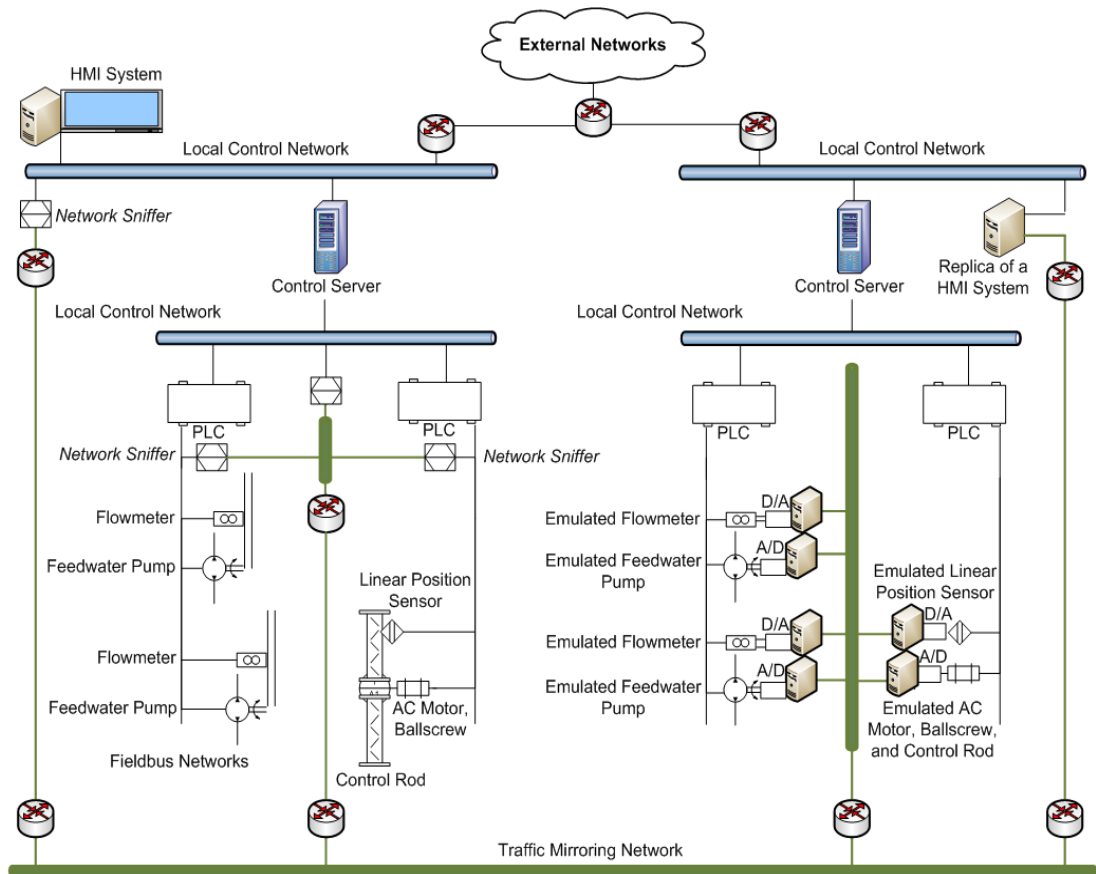 External Networks
HMI System
Local Control Network
Local Control Network
Network Sniffer
Control Server
Control Server
Replica of a
HMI System
Local Control Network
Local Control Network
PLC
PLC
PLC
PLC
Network Sniffer
Network Sniffer
Flowmeter
Feedwater Pump
Linear Position
Sensor
Flowmeter
Feedwater Pump
AC Motor,
Ballscrew
Fieldbus Networks
Control Rod
D/A
Emulated Flowmeter
A/D
Emulated Feedwater
Pump
Emulated Linear
Position Sensor
D/A
D/A
Emulated Flowmeter
A/D
A/D
Emulated Feedwater
Pump
Emulated AC
Motor, Ballscrew,
and Control Rod
Traffic Mirroring Network